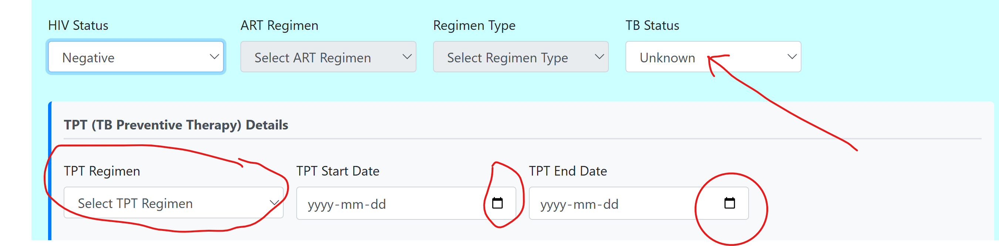 HIV Status ART Regimen Regimen Type TB Status
Negative Select ART Regimen Select Regimen Type Unknown
TPT (TB Preventive Therapy) Details
TPT Regimen TPT Start Date TPT End Date
Select TPT Regimen yyyy-mm-dd yyyy-mm-dd